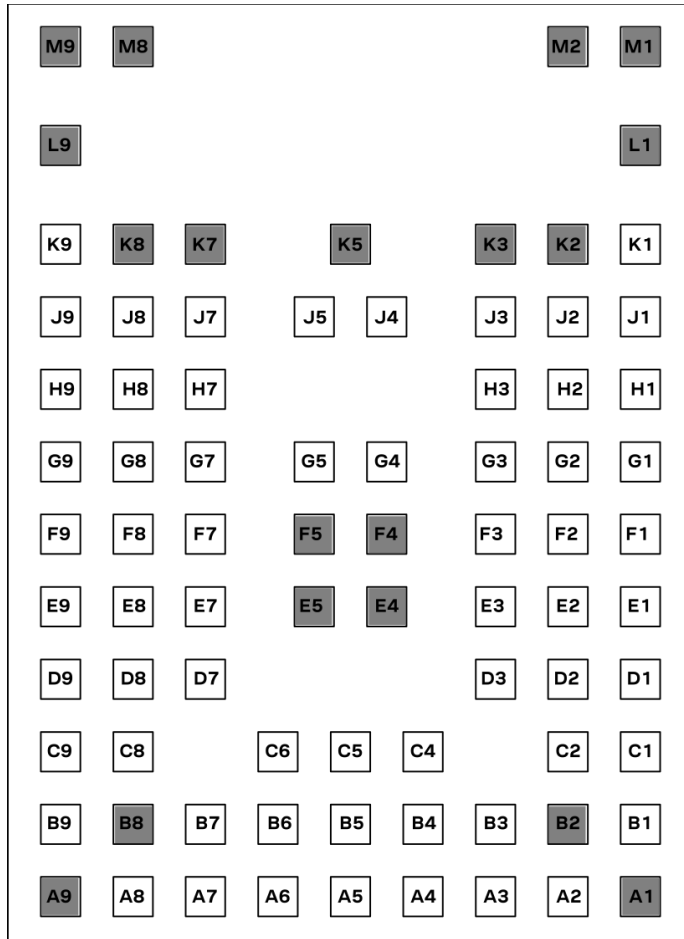 M9 M8 M2 M1
L9 L1
K9 K8 K7 K5 K3 K2 K1
J9 J8 J7 J5 J4 J3 J2 J1
H9 H8 H7 H3 H2 H1
G9 G8 G7 G5 G4 G3 G2 G1
F9 F8 F7 F5 F4 F3 F2 F1
E9 E8 E7 E5 E4 E3 E2 E1
D9 D8 D7 D3 D2 D1
C9 C8 C6 C5 C4 C2 C1
B9 B8 B7 B6 B5 B4 B3 B2 B1
A9 A8 A7 A6 A5 A4 A3 A2 A1